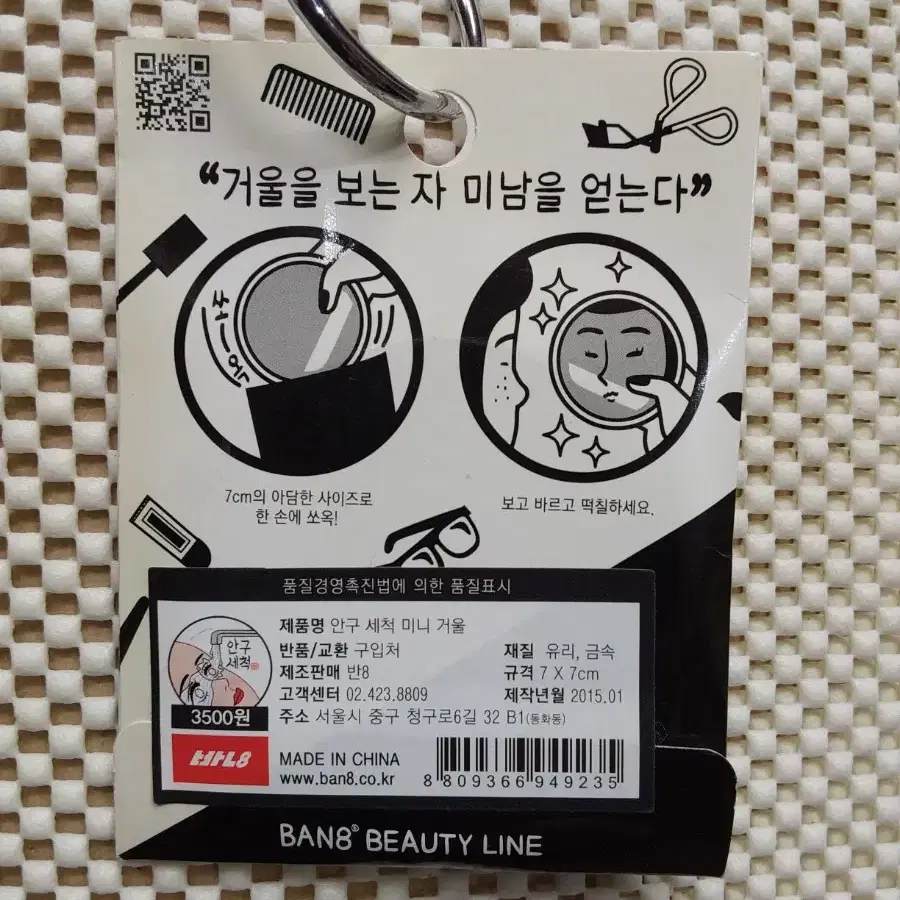 “거울을 보는 자 미남을 얻는다”
쏘-옥
7cm의 아담한 사이즈로
한 손에 쏘옥!
보고 바르고 떡칠하세요.
품질경영촉진법에 의한 품질표시
안구
세척
3500원
제품명 안구 세척 미니 거울
반품/교환 구입처
재질 유리, 금속
제조판매 반8
규격 7 X 7cm
고객센터 02.423.8809
제작년월 2015.01
주소 서울시 중구 청구로6길 32 B1(동화동)
바느8
MADE IN CHINA
www.ban8.co.kr
8 809366 949235
BAN8® BEAUTY LINE